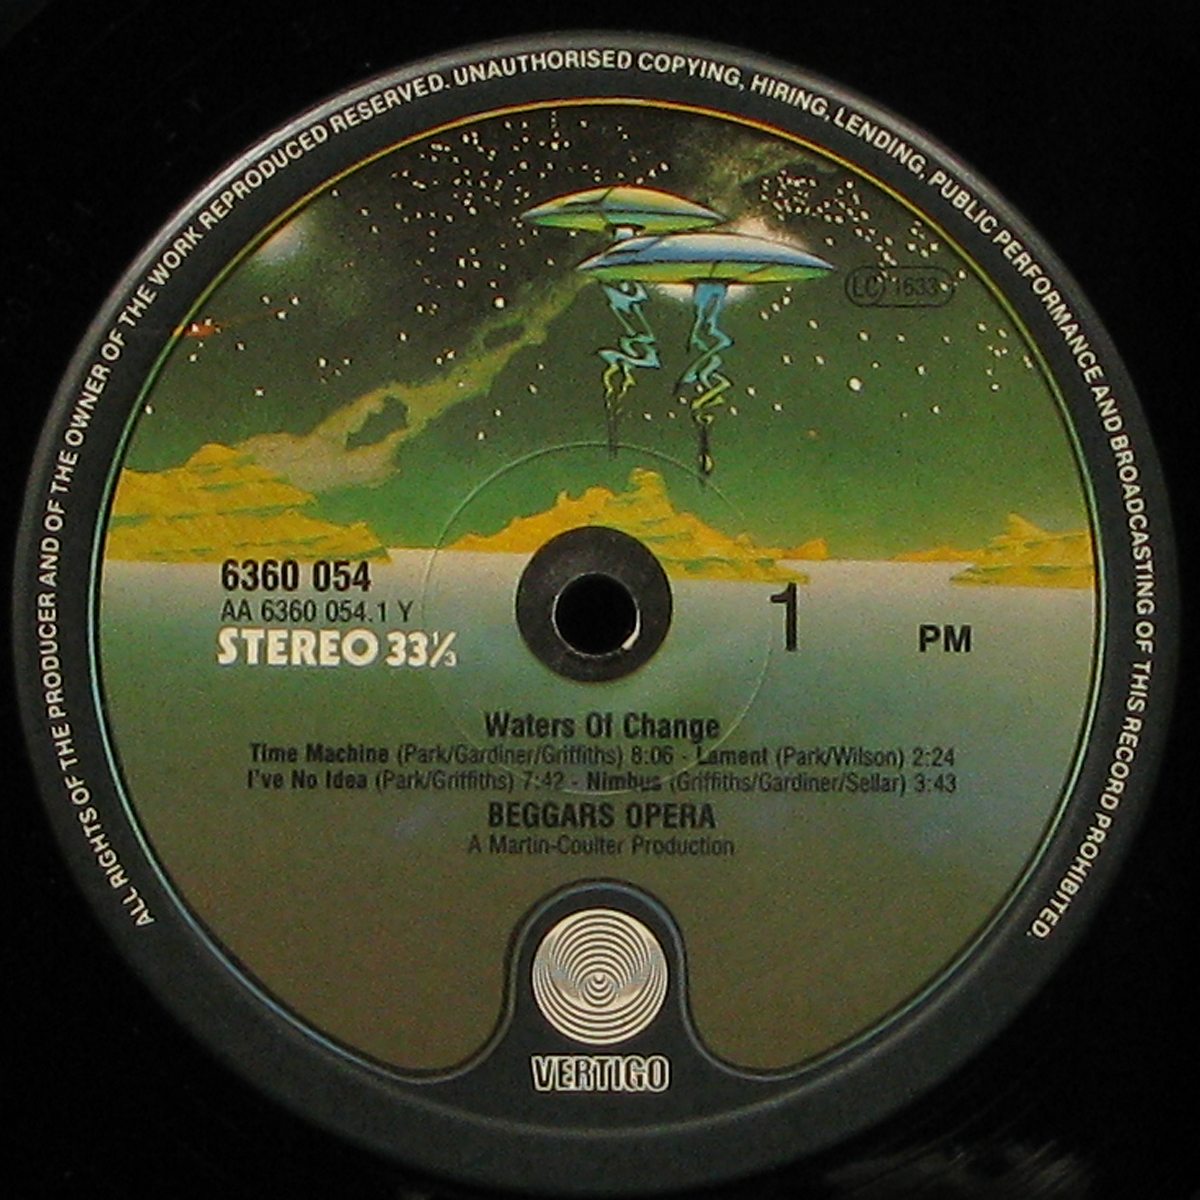 ALL RIGHTS OF THE PRODUCER AND OF THE OWNER OF THE WORK REPRODUCED RESERVED. UNAUTHORISED COPYING, HIRING, LENDING, PUBLIC PERFORMANCE AND BROADCASTING OF THIS RECORD PROHIBITED.
LC 1633
6360 054
AA 6360 054.1 Y
STEREO 33⅓
1
PM
Waters Of Change
Time Machine (Park/Gardiner/Griffiths) 8:06 - Lament (Park/Wilson) 2:24
I've No Idea (Park/Griffiths) 7:42 - Nimbus (Griffiths/Gardiner/Sellar) 3:43
BEGGARS OPERA
A Martin-Coulter Production
VERTIGO